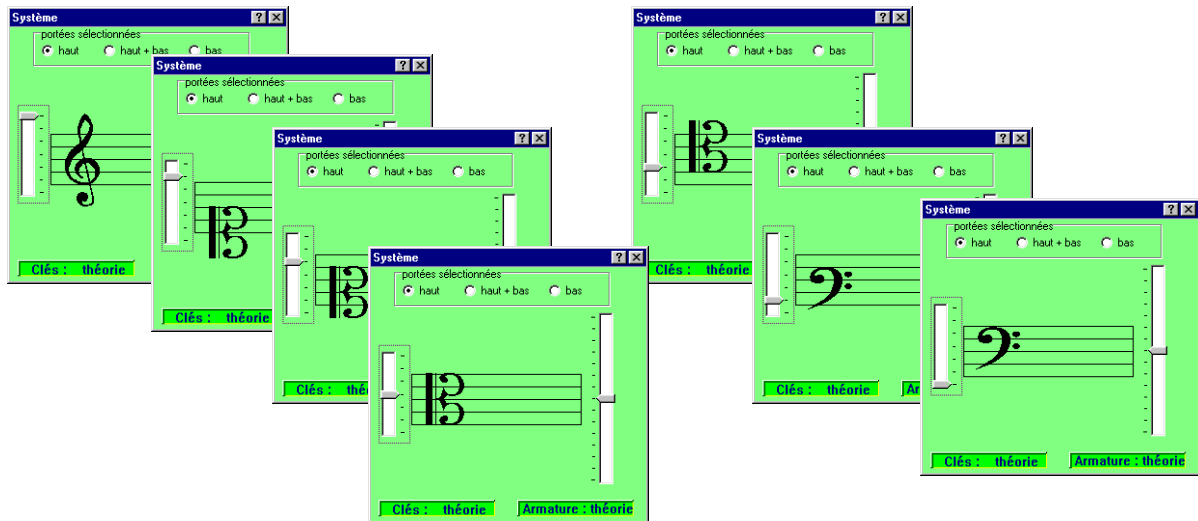 Système
portées sélectionnées
haut haut + bas bas
Clés : théorie
Système
portées sélectionnées
haut haut + bas bas
Clés : théorie
Système
portées sélectionnées
haut haut + bas bas
Clés :
Système
portées sélectionnées
haut haut + bas bas
Clés : théorie Armature : théorie
Système
portées sélectionnées
haut haut + bas bas
Clés : théorie
Système
portées sélectionnées
haut haut + bas bas
Clés : théorie
Système
portées sélectionnées
haut haut + bas bas
Clés : théorie Armature : théorie